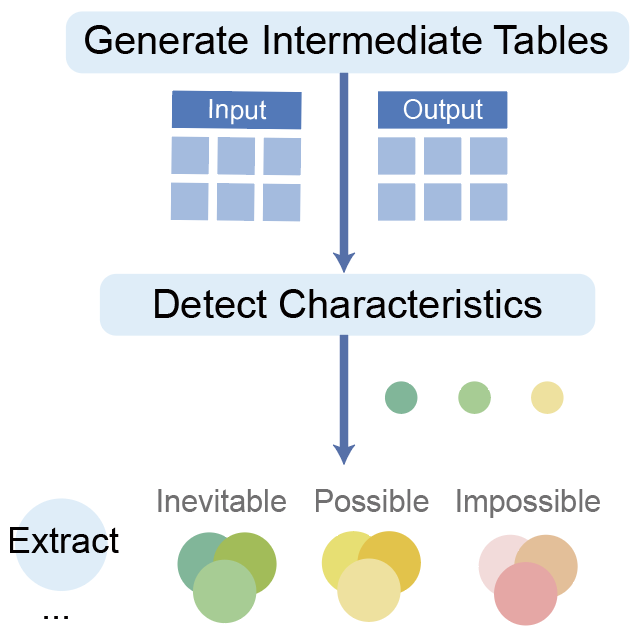 Generate Intermediate Tables
Input
Output
Detect Characteristics
Inevitable
Possible
Impossible
Extract
...